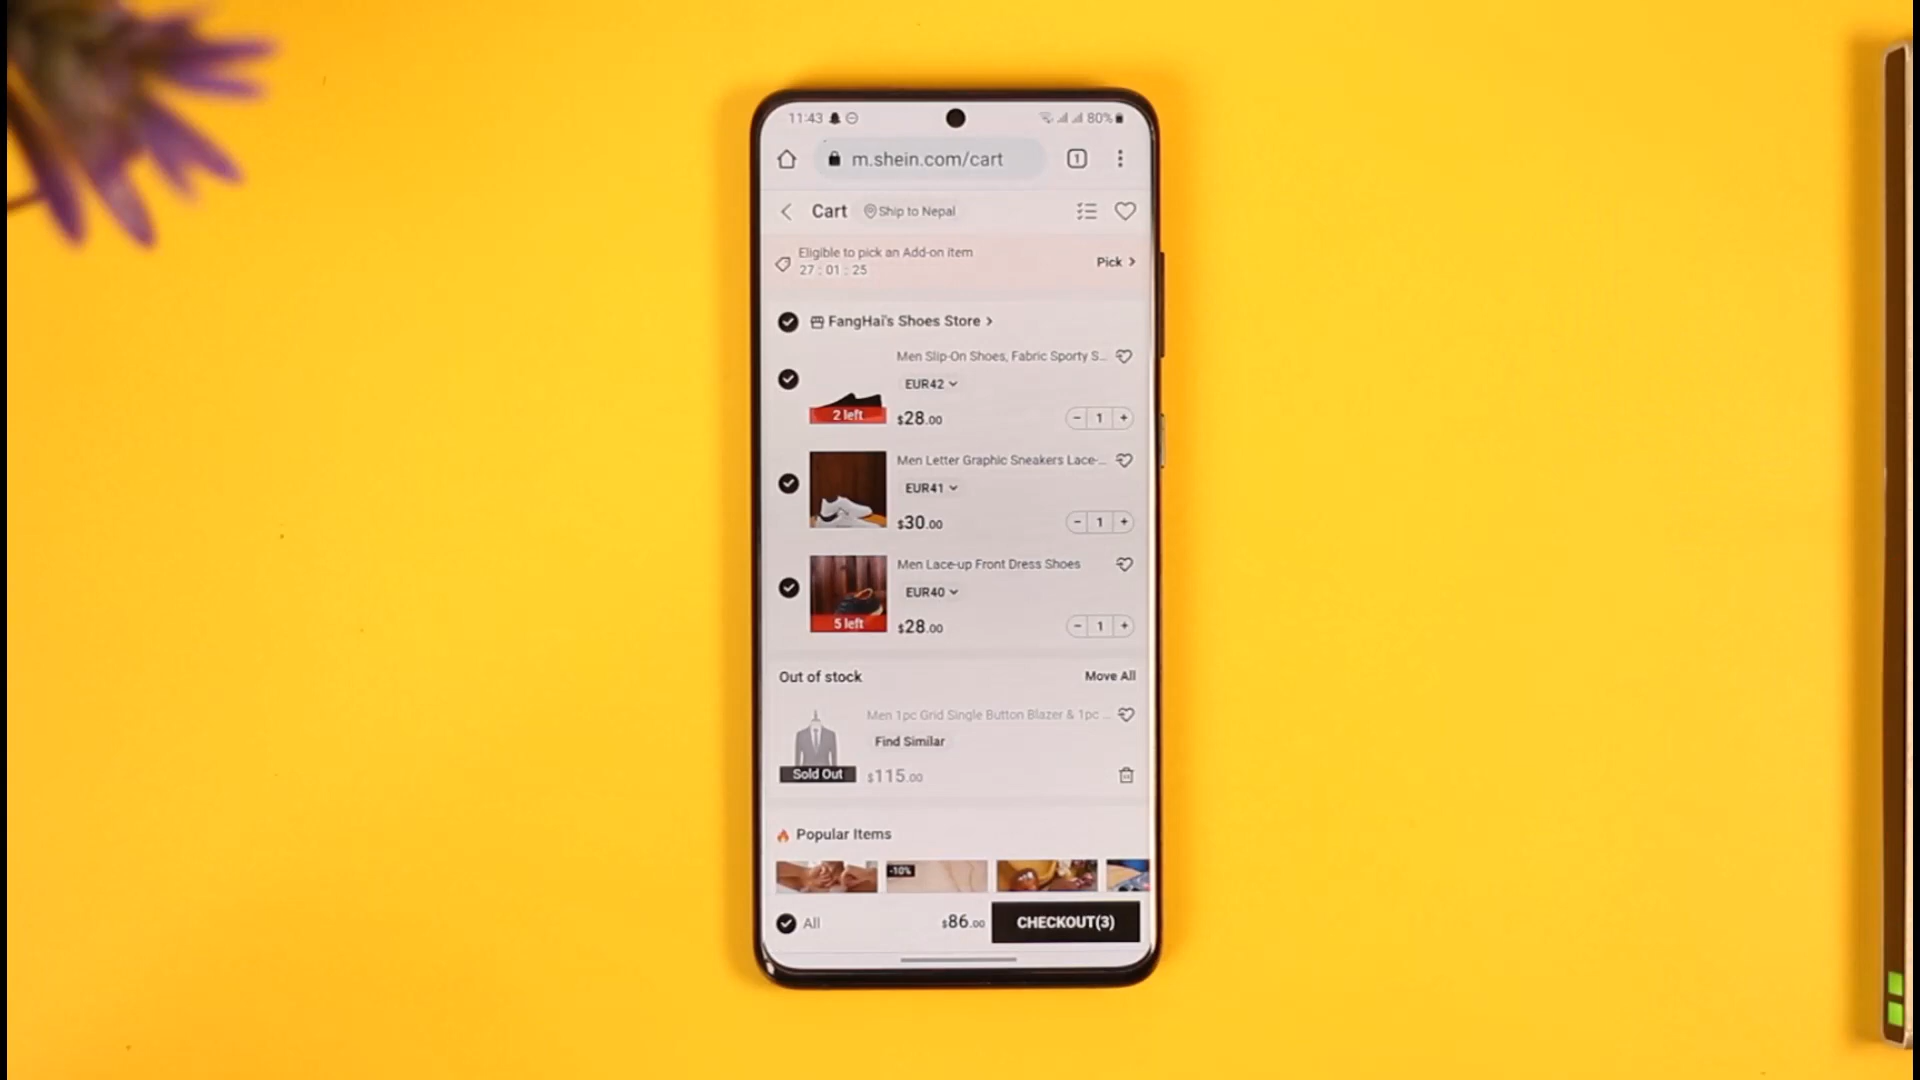 11:43 80%
m.shein.com/cart 1
Cart Ship to Nepal
Eligible to pick an Add-on item
27 : 01 : 25
Pick >
FangHai's Shoes Store >
Men Slip-On Shoes, Fabric Sporty S...
EUR42
2 left
$28.00
- 1 +
Men Letter Graphic Sneakers Lace-...
EUR41
$30.00
- 1 +
Men Lace-up Front Dress Shoes
EUR40
5 left
$28.00
- 1 +
Out of stock Move All
Men 1pc Grid Single Button Blazer & 1pc ...
Find Similar
Sold Out
$115.00
Popular Items
-10%
All $86.00 CHECKOUT(3)